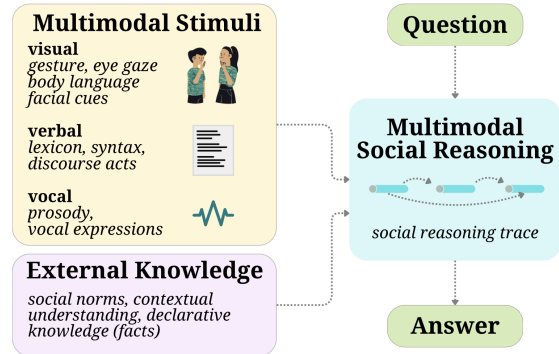 Multimodal Stimuli
visual
gesture, eye gaze
body language
facial cues
verbal
lexicon, syntax,
discourse acts
vocal
prosody,
vocal expressions
External Knowledge
social norms, contextual
understanding, declarative
knowledge (facts)
Question
Multimodal
Social Reasoning
social reasoning trace
Answer